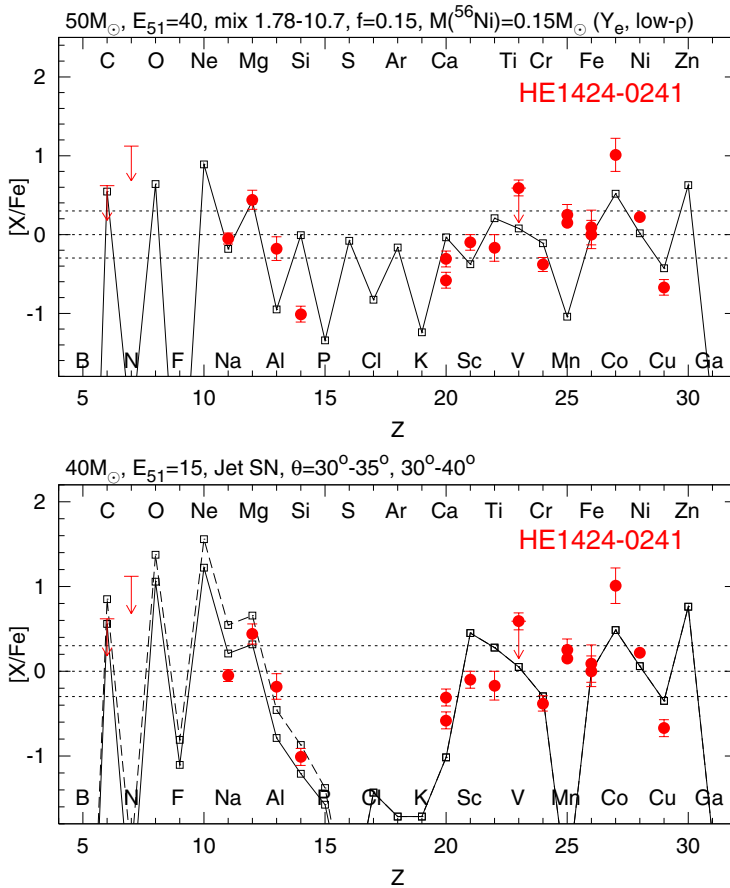 50M☉, E51=40, mix 1.78-10.7, f=0.15, M(56Ni)=0.15M☉ (Ye, low-ρ)
C O Ne Mg Si S Ar Ca Ti Cr Fe Ni Zn
HE1424-0241
2
1
0
-1
[X/Fe]
B N F Na Al P Cl K Sc V Mn Co Cu Ga
5 10 15 20 25 30
Z
40M☉, E51=15, Jet SN, θ=30o-35o, 30o-40o
C O Ne Mg Si S Ar Ca Ti Cr Fe Ni Zn
HE1424-0241
2
1
0
-1
[X/Fe]
B N F Na Al P Cl K Sc V Mn Co Cu Ga
5 10 15 20 25 30
Z